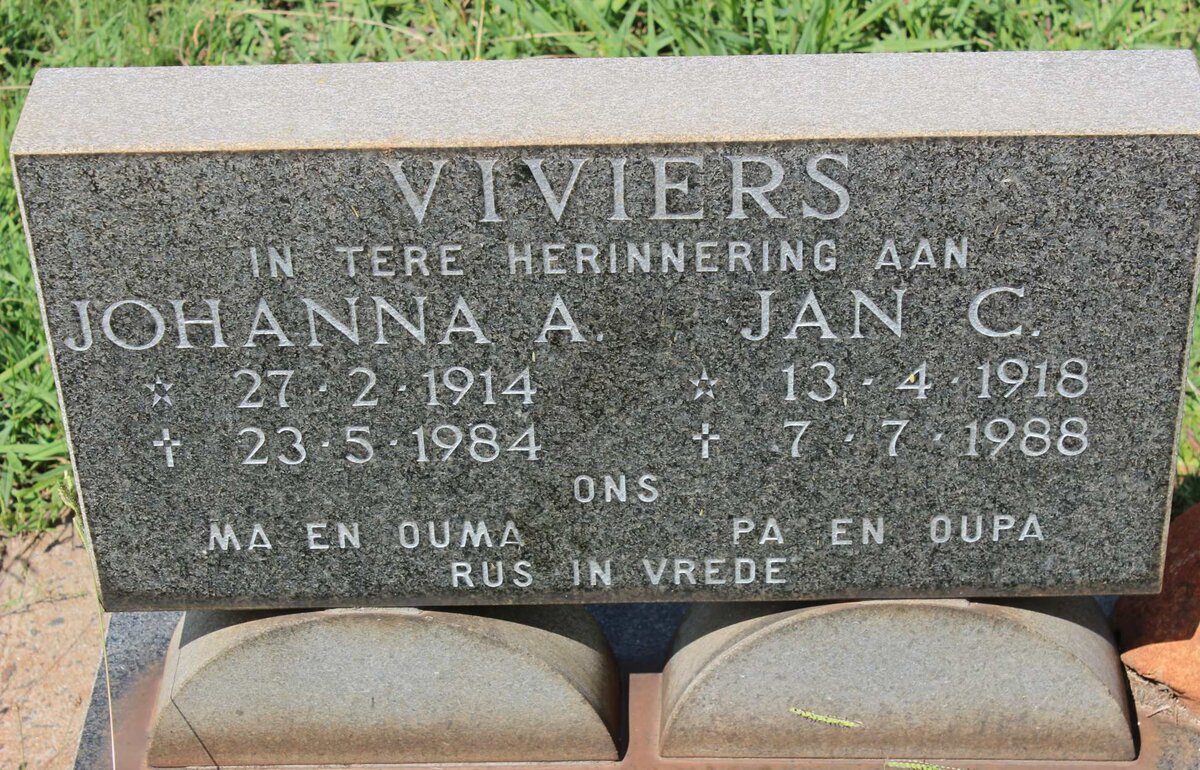 VIVIERS
IN TERE HERINNERING AAN
JOHANNA A. JAN C.
☆ 27·2·1914 ☆ 13·4·1918
✝ 23·5·1984 ✝ 7·7·1988
ONS
MA EN OUMA PA EN OUPA
RUS IN VREDE